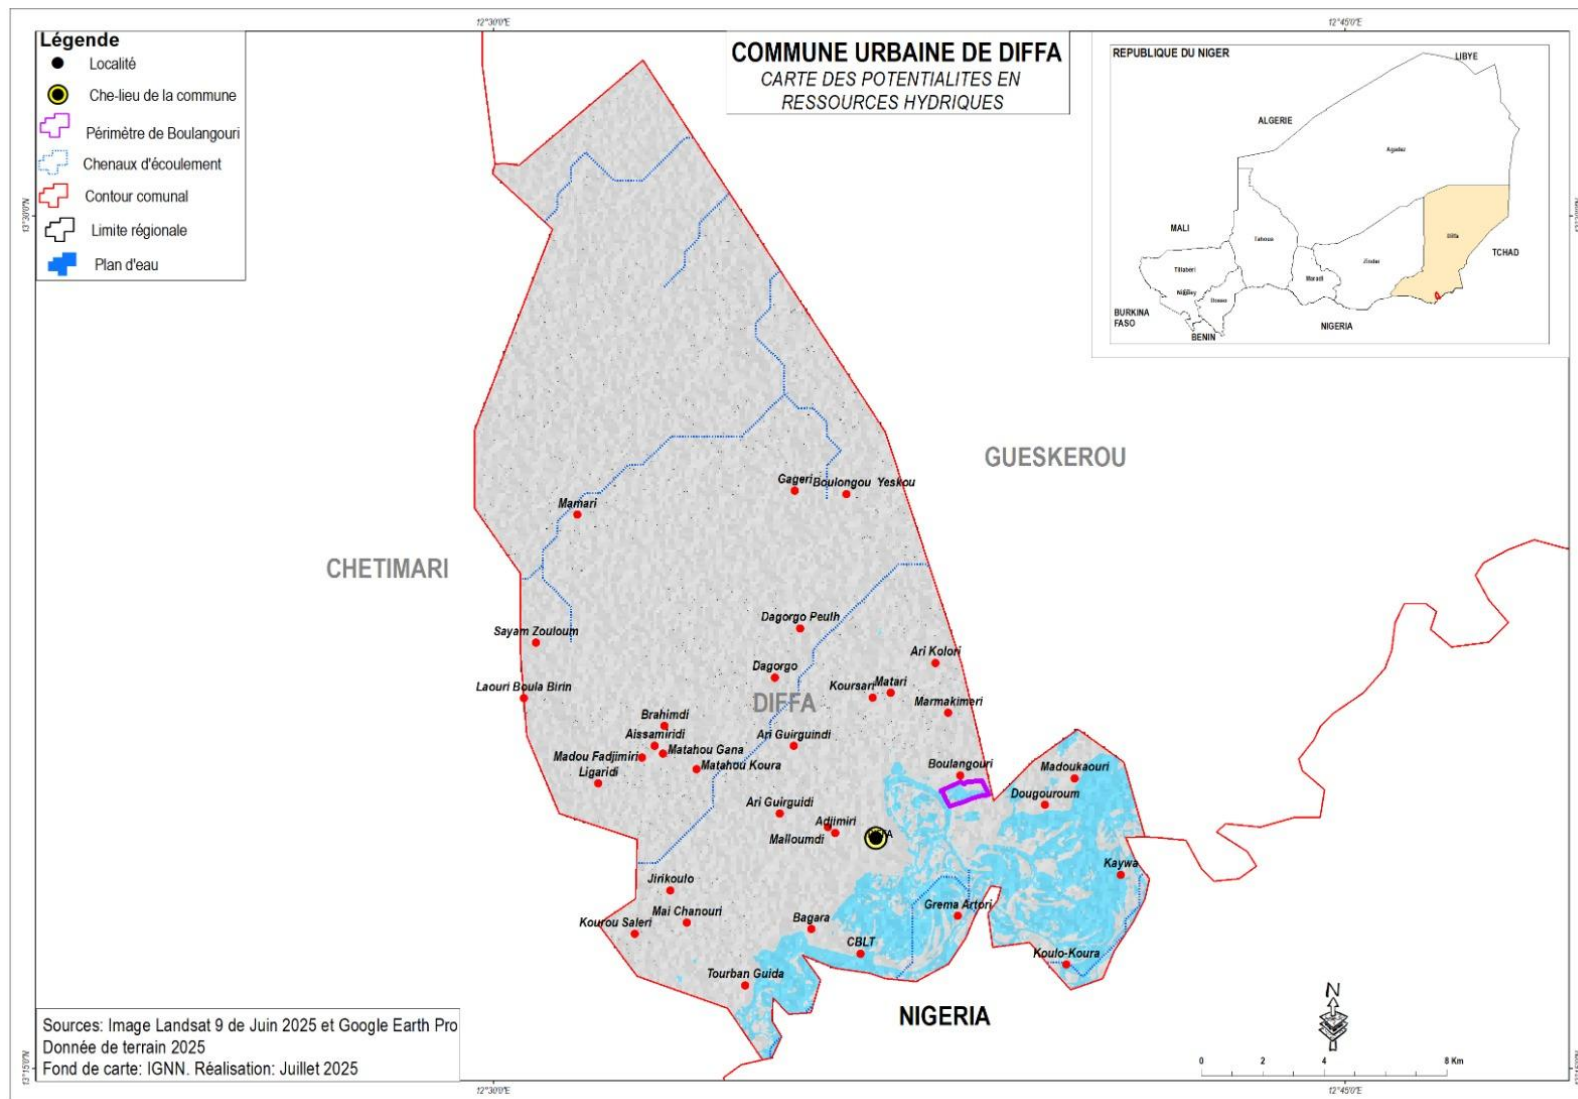 12°30'0"E
12°45'0"E
Légende
Localité
Che-lieu de la commune
Périmètre de Boulangouri
Chenaux d'écoulement
Contour comunal
Limite régionale
Plan d'eau
COMMUNE URBAINE DE DIFFA
CARTE DES POTENTIALITES EN
RESSOURCES HYDRIQUES
REPUBLIQUE DU NIGER
LIBYE
ALGERIE
Agadez
MALI
Tahoua
Diffa
TCHAD
Zinder
Maradi
Tillaberi
Niamey
Dosso
BURKINA
FASO
BENIN
NIGERIA
13°30'0"N
GUESKEROU
CHETIMARI
Gageri
Boulongou Yeskou
Mamari
Dagorgo Peulh
Sayam Zouloum
Ari Kolori
Dagorgo
Koursari
Matari
Laouri Boula Birin
DIFFA
Marmakimeri
Brahimdi
Aissamiridi
Ari Guirguindi
Madou Fadjimiri
Matahou Gana
Matahou Koura
Ligaridi
Boulangouri
Madoukaouri
Dougouroum
Ari Guirguidi
Adjimiri
Malloumdi
Kaywa
Jirikoulo
Mai Chanouri
Kourou Saleri
Bagara
Grema Artori
CBLT
Koulo-Koura
Tourban Guida
NIGERIA
N
0 2 4 8 Km
Sources: Image Landsat 9 de Juin 2025 et Google Earth Pro
Donnée de terrain 2025
Fond de carte: IGNN. Réalisation: Juillet 2025
13°15'0"N
12°30'0"E
12°45'0"E